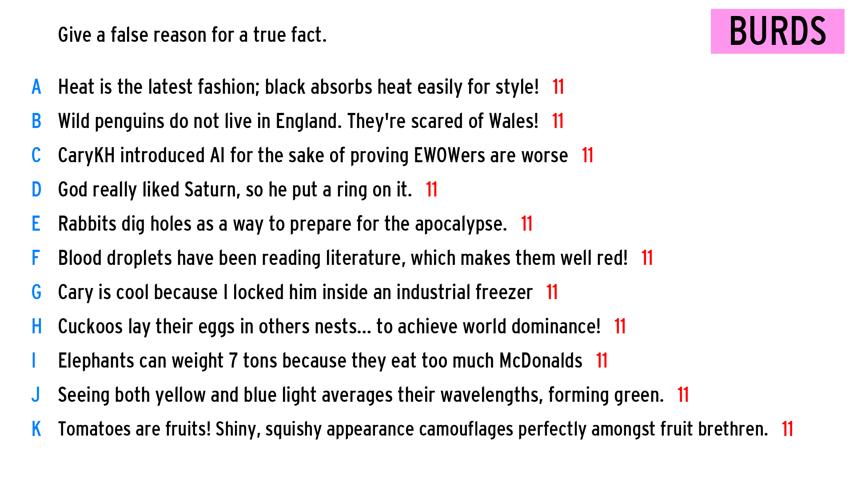 Give a false reason for a true fact.
BURDS
A Heat is the latest fashion; black absorbs heat easily for style! 11
B Wild penguins do not live in England. They're scared of Wales! 11
C CaryKH introduced AI for the sake of proving EWOWers are worse 11
D God really liked Saturn, so he put a ring on it. 11
E Rabbits dig holes as a way to prepare for the apocalypse. 11
F Blood droplets have been reading literature, which makes them well red! 11
G Cary is cool because I locked him inside an industrial freezer 11
H Cuckoos lay their eggs in others nests... to achieve world dominance! 11
I Elephants can weight 7 tons because they eat too much McDonalds 11
J Seeing both yellow and blue light averages their wavelengths, forming green. 11
K Tomatoes are fruits! Shiny, squishy appearance camouflages perfectly amongst fruit brethren. 11